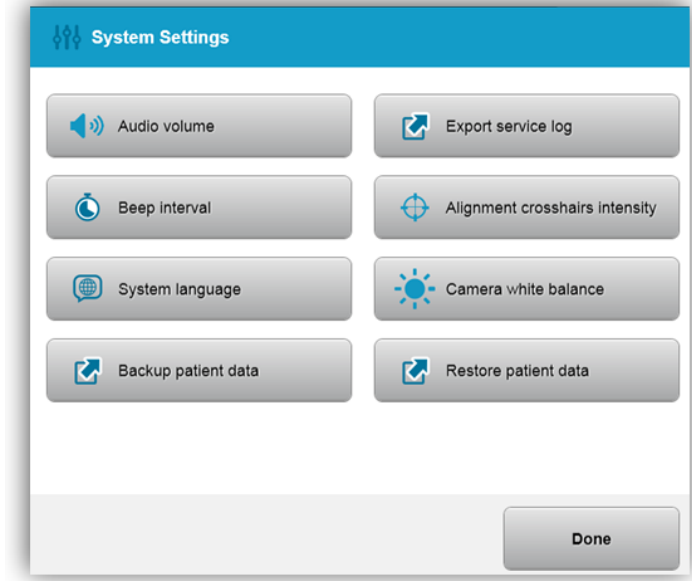 System Settings
Audio volume
Export service log
Beep interval
Alignment crosshairs intensity
System language
Camera white balance
Backup patient data
Restore patient data
Done